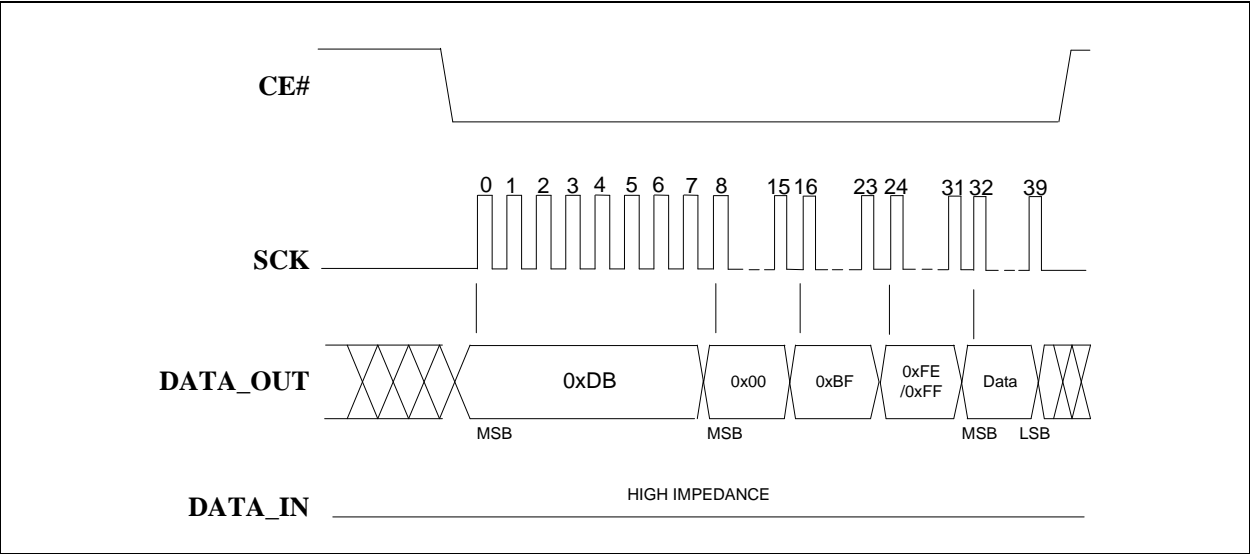 CE#
0 1 2 3 4 5 6 7 8 15 16 23 24 31 32 39
SCK
DATA_OUT
0xDB
0x00
0xBF
0xFE
/0xFF
Data
MSB MSB MSB LSB
HIGH IMPEDANCE
DATA_IN